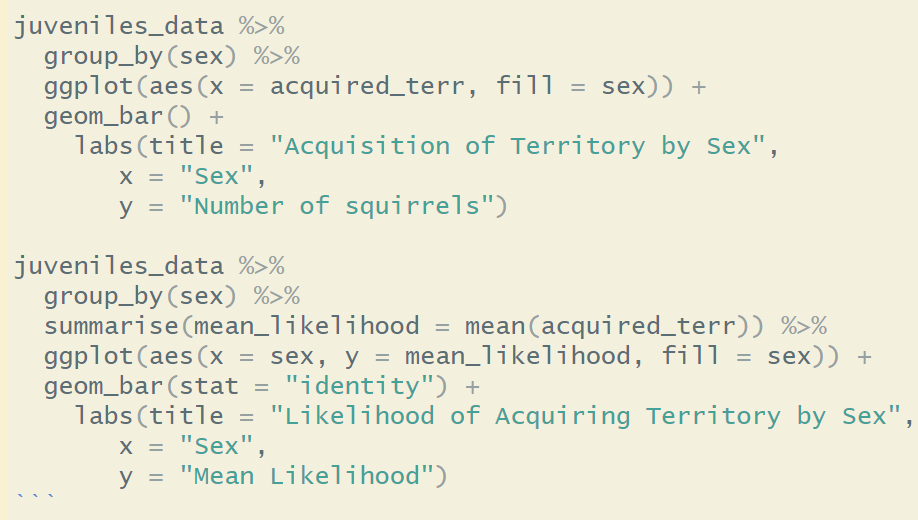 juveniles_data %>%
  group_by(sex) %>%
  ggplot(aes(x = acquired_terr, fill = sex)) +
  geom_bar() +
    labs(title = "Acquisition of Territory by Sex",
       x = "Sex",
       y = "Number of squirrels")

juveniles_data %>%
  group_by(sex) %>%
  summarise(mean_likelihood = mean(acquired_terr)) %>%
  ggplot(aes(x = sex, y = mean_likelihood, fill = sex)) +
  geom_bar(stat = "identity") +
    labs(title = "Likelihood of Acquiring Territory by Sex",
       x = "Sex",
       y = "Mean Likelihood")
```